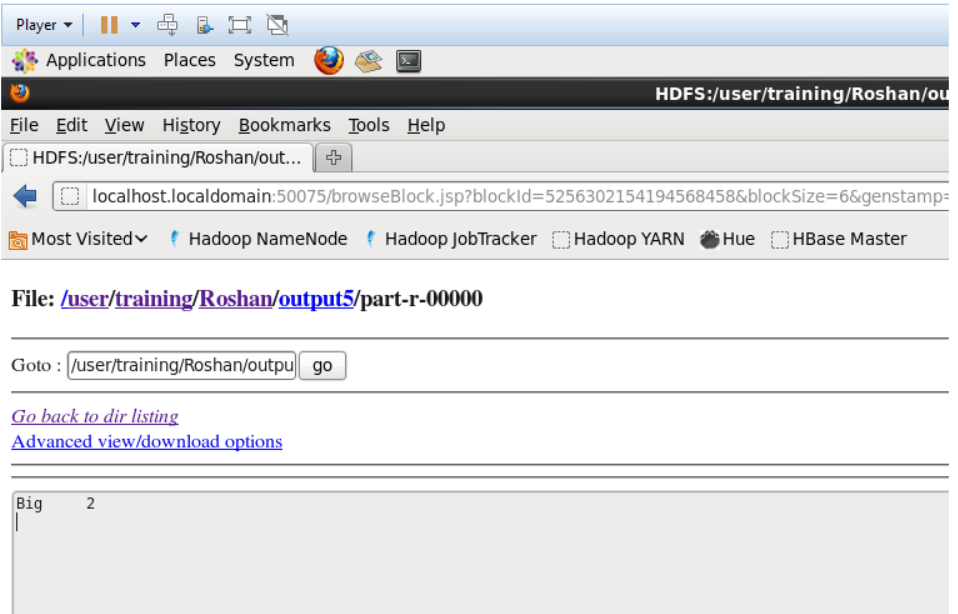 Player
Applications Places System
HDFS:/user/training/Roshan/ou
File Edit View History Bookmarks Tools Help
HDFS:/user/training/Roshan/out...
localhost.localdomain:50075/browseBlock.jsp?blockId=5256302154194568458&blockSize=6&genstamp=
Most Visited Hadoop NameNode Hadoop JobTracker Hadoop YARN Hue HBase Master
File: /user/training/Roshan/output5/part-r-00000
Goto : /user/training/Roshan/outpu go
Go back to dir listing
Advanced view/download options
Big 2